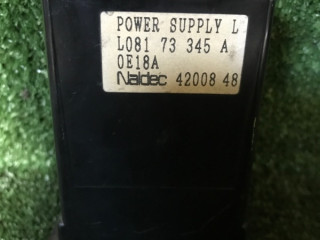 POWER SUPPLY L
L081 73 345 A
0E18A
Naldec 42008 48